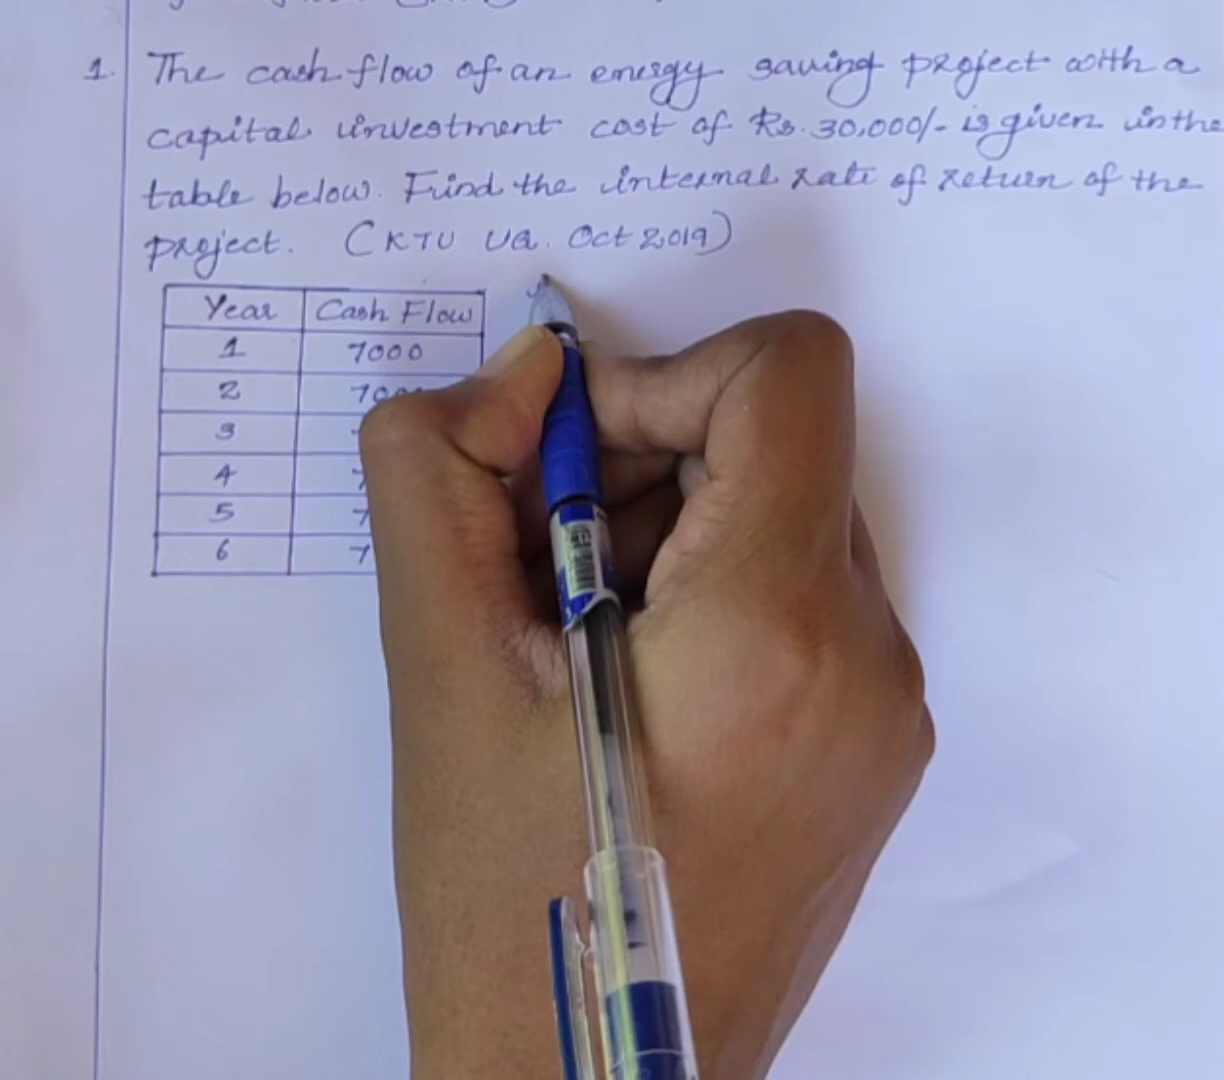 1. The cash flow of an energy saving project with a
capital investment cost of Rs. 30,000/- is given in the
table below. Find the internal rate of return of the
project. (KTU UQ. Oct 2019)
Year Cash Flow
1 7000
2
3
4
5
6